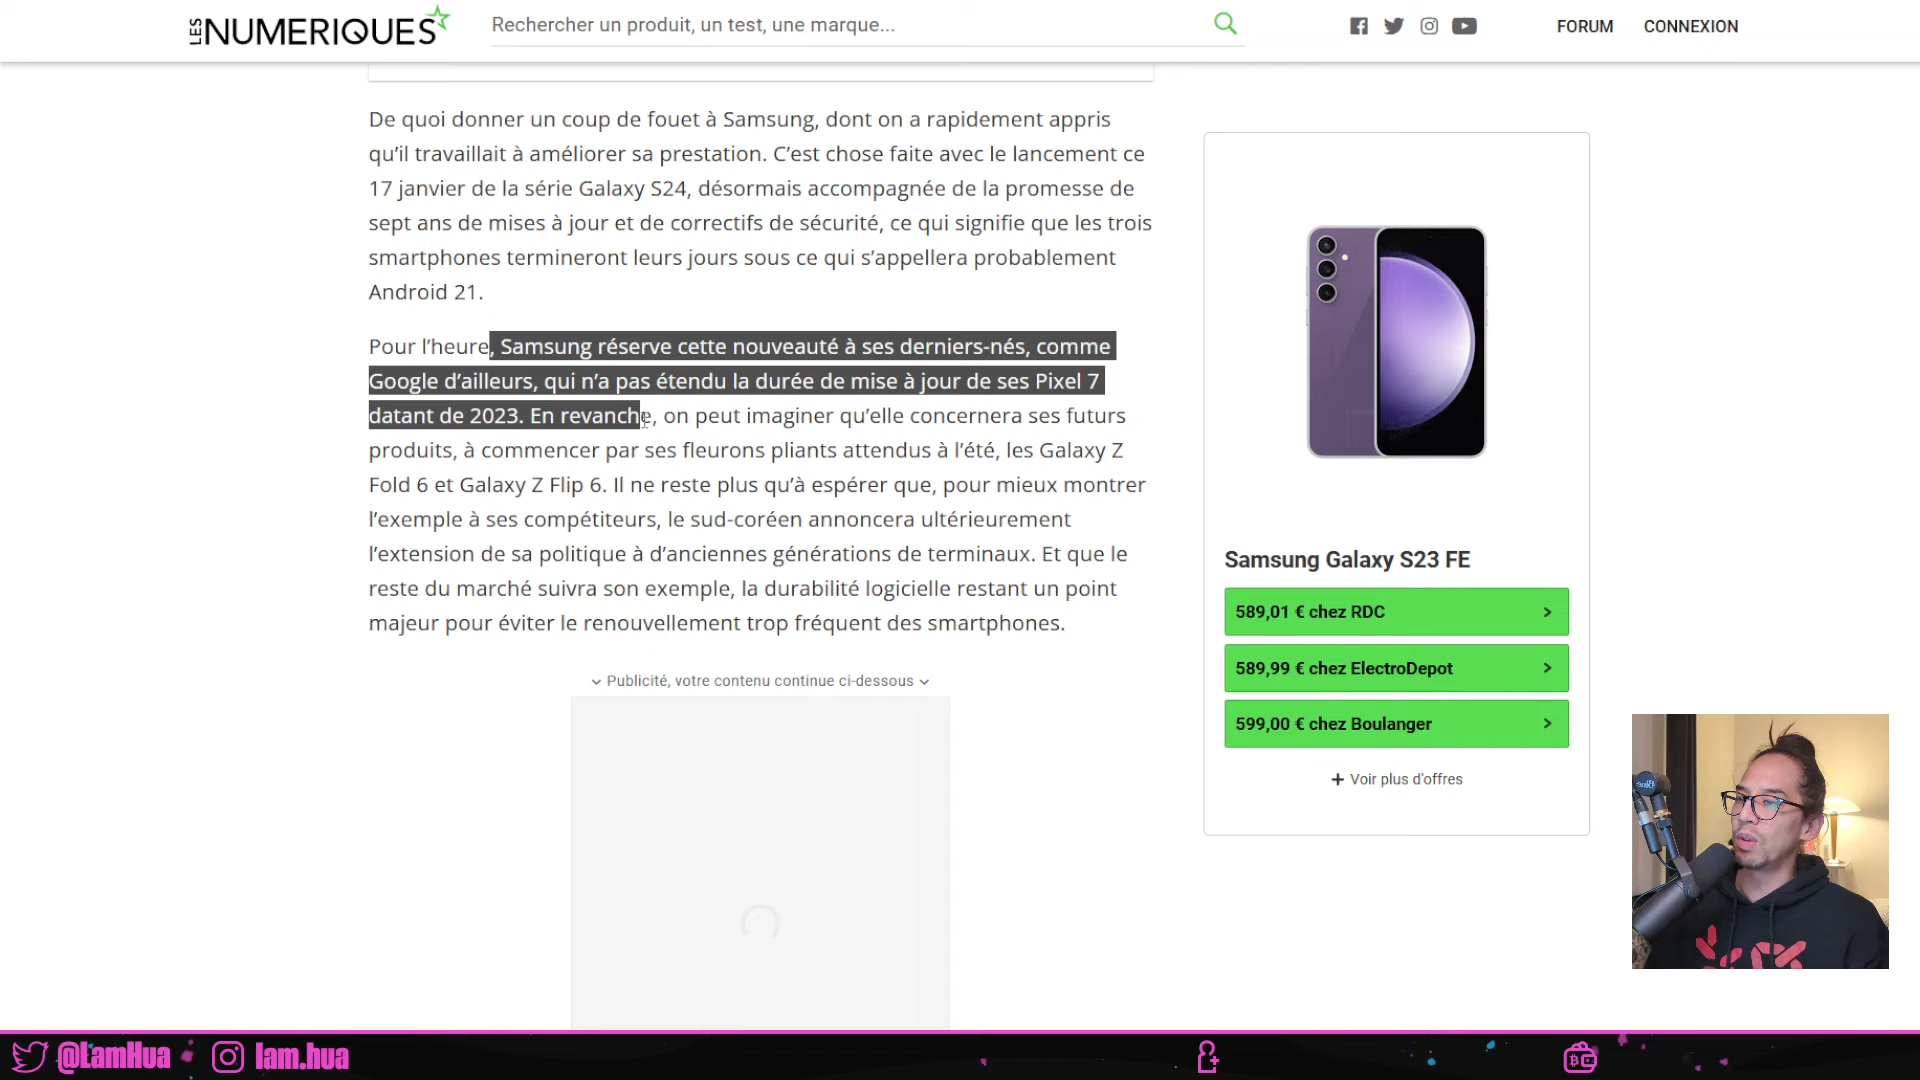 LES NUMERIQUES
Rechercher un produit, un test, une marque...
FORUM
CONNEXION
De quoi donner un coup de fouet à Samsung, dont on a rapidement appris
qu’il travaillait à améliorer sa prestation. C’est chose faite avec le lancement ce
17 janvier de la série Galaxy S24, désormais accompagnée de la promesse de
sept ans de mises à jour et de correctifs de sécurité, ce qui signifie que les trois
smartphones termineront leurs jours sous ce qui s’appellera probablement
Android 21.
Pour l’heure, Samsung réserve cette nouveauté à ses derniers-nés, comme
Google d’ailleurs, qui n’a pas étendu la durée de mise à jour de ses Pixel 7
datant de 2023. En revanche, on peut imaginer qu’elle concernera ses futurs
produits, à commencer par ses fleurons pliants attendus à l’été, les Galaxy Z
Fold 6 et Galaxy Z Flip 6. Il ne reste plus qu’à espérer que, pour mieux montrer
l’exemple à ses compétiteurs, le sud-coréen annoncera ultérieurement
l’extension de sa politique à d’anciennes générations de terminaux. Et que le
reste du marché suivra son exemple, la durabilité logicielle restant un point
majeur pour éviter le renouvellement trop fréquent des smartphones.
Publicité, votre contenu continue ci-dessous
Samsung Galaxy S23 FE
589,01 € chez RDC
589,99 € chez ElectroDepot
599,00 € chez Boulanger
+ Voir plus d'offres
@LamHua
lam.hua